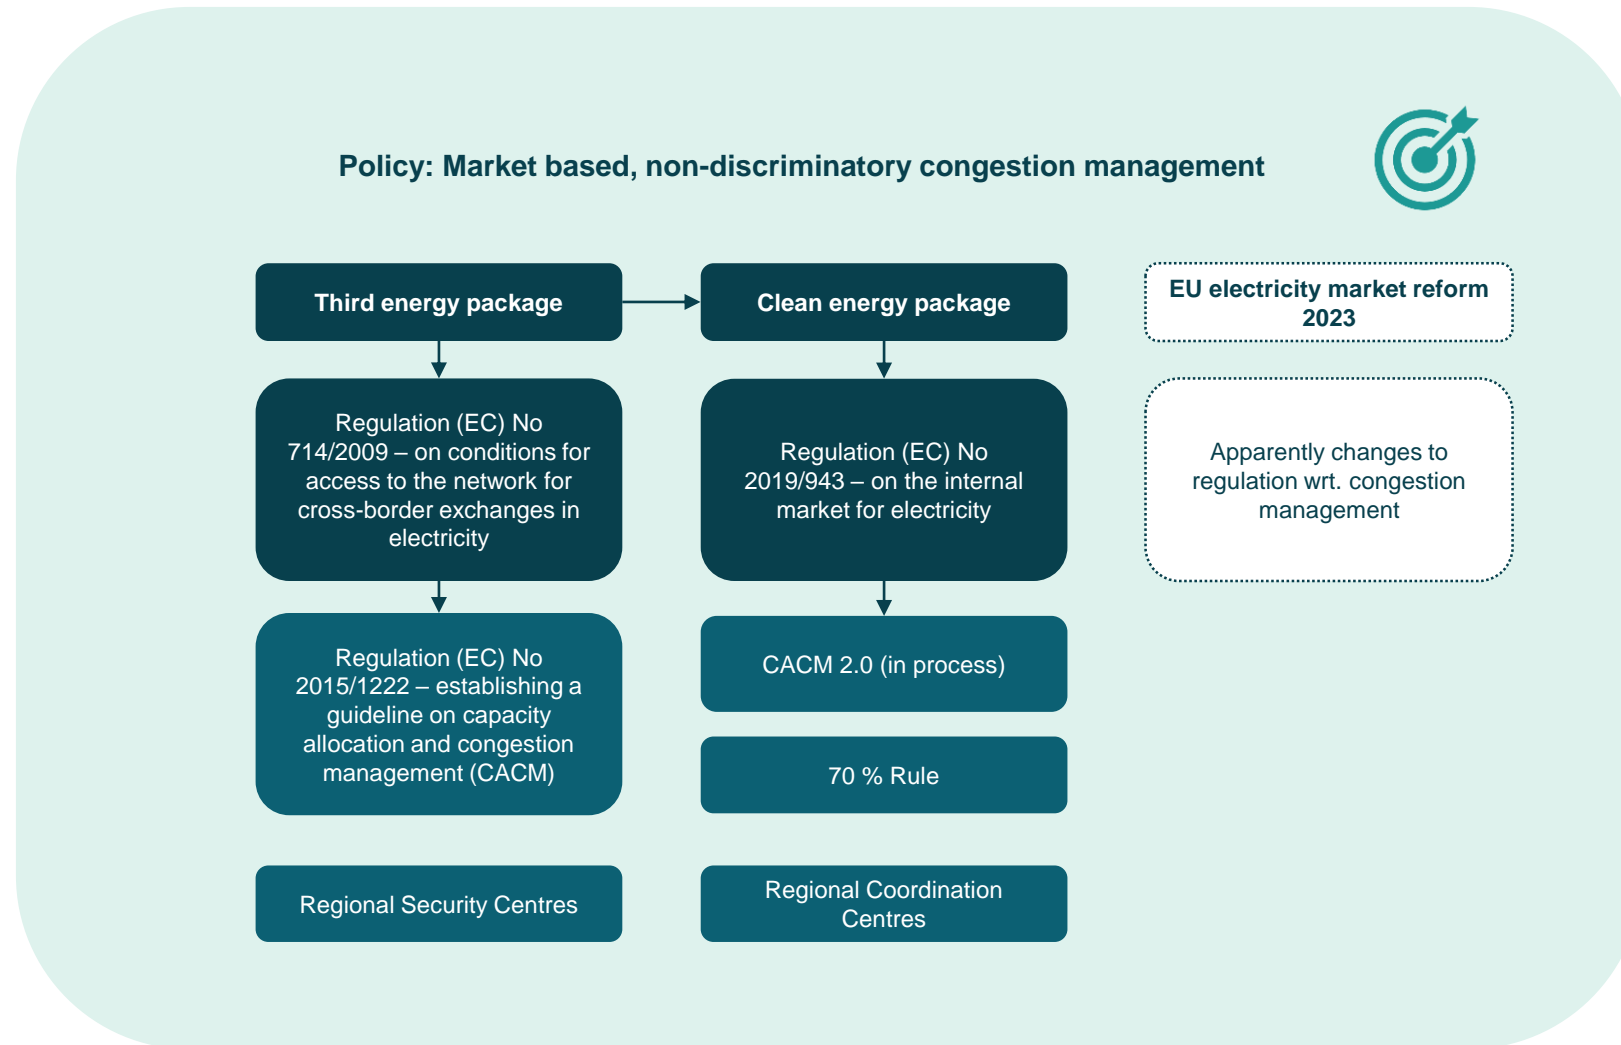 Policy: Market based, non-discriminatory congestion management
Third energy package
Clean energy package
EU electricity market reform
2023
Regulation (EC) No
714/2009 – on conditions for
access to the network for
cross-border exchanges in
electricity
Regulation (EC) No
2019/943 – on the internal
market for electricity
Apparently changes to
regulation wrt. congestion
management
Regulation (EC) No
2015/1222 – establishing a
guideline on capacity
allocation and congestion
management (CACM)
CACM 2.0 (in process)
70 % Rule
Regional Security Centres
Regional Coordination
Centres